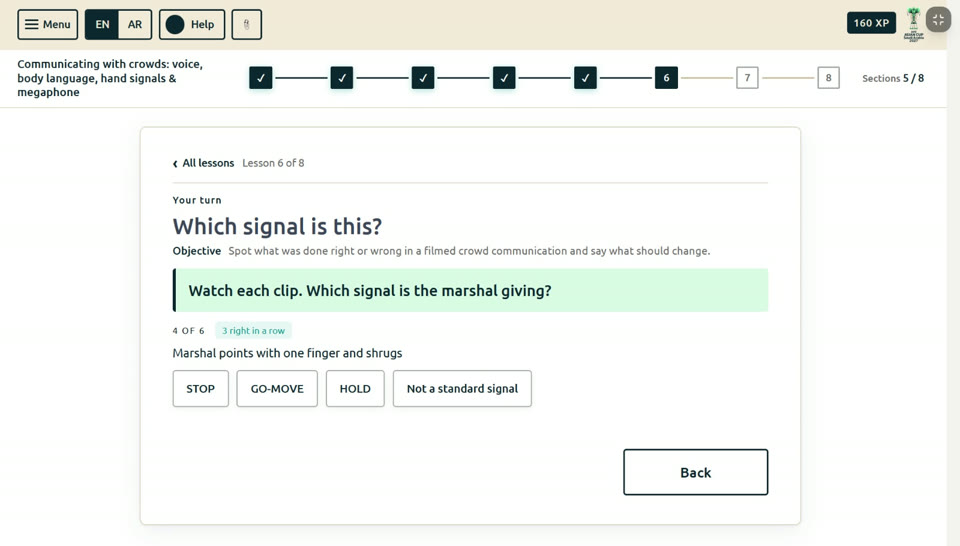 Menu
EN
AR
Help
160 XP
ASIAN CUP
Communicating with crowds: voice,
body language, hand signals &
megaphone
6
7
8
Sections 5 / 8
All lessons
Lesson 6 of 8
Your turn
Which signal is this?
Objective Spot what was done right or wrong in a filmed crowd communication and say what should change.
Watch each clip. Which signal is the marshal giving?
4 OF 6
3 right in a row
Marshal points with one finger and shrugs
STOP
GO-MOVE
HOLD
Not a standard signal
Back